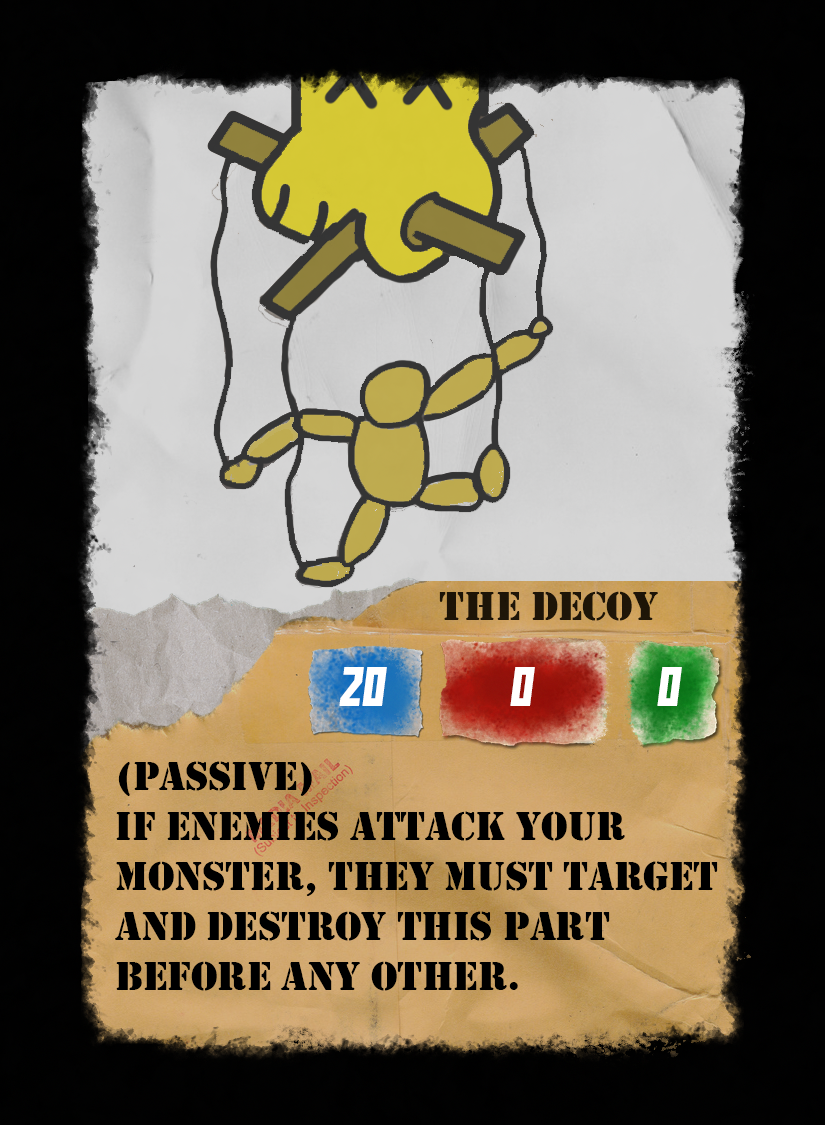 THE DECOY
20 0 0
(PASSIVE)
IF ENEMIES ATTACK YOUR
MONSTER, THEY MUST TARGET
AND DESTROY THIS PART
BEFORE ANY OTHER.
Inspection)